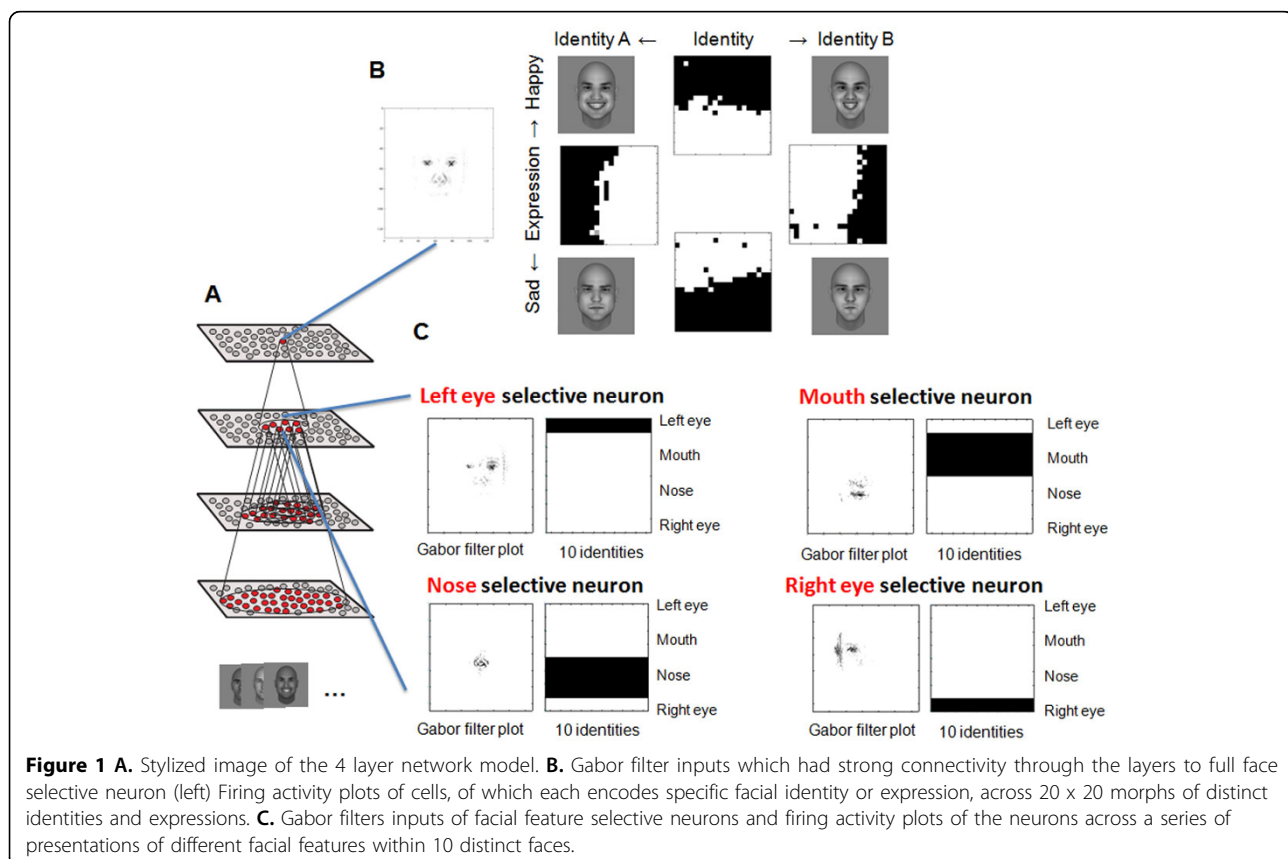 Identity A ← Identity → Identity B
B
Sad ← Expression → Happy
A
C
Left eye selective neuron
Left eye
Mouth
Nose
Right eye
Gabor filter plot 10 identities
Mouth selective neuron
Left eye
Mouth
Nose
Right eye
Gabor filter plot 10 identities
Nose selective neuron
Left eye
Mouth
Nose
Right eye
Gabor filter plot 10 identities
Right eye selective neuron
Left eye
Mouth
Nose
Right eye
Gabor filter plot 10 identities
...
Figure 1 A. Stylized image of the 4 layer network model. B. Gabor filter inputs which had strong connectivity through the layers to full face
selective neuron (left) Firing activity plots of cells, of which each encodes specific facial identity or expression, across 20 x 20 morphs of distinct
identities and expressions. C. Gabor filters inputs of facial feature selective neurons and firing activity plots of the neurons across a series of
presentations of different facial features within 10 distinct faces.